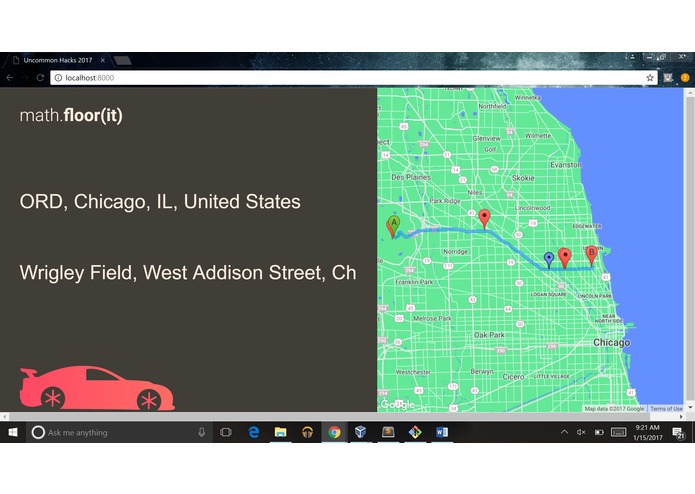 Uncommon Hacks 2017
localhost:8000
math.floor(it)
ORD, Chicago, IL, United States
Wrigley Field, West Addison Street, Ch
Winnetka
Northfield
Glenview
Wilmette
Golf
Evanston
Des Plaines
Skokie
Niles
Park Ridge
Lincolnwood
EDGEWATER
A
B
Norridge
Franklin Park
LOGAN SQUARE
LINCOLN PARK
Melrose Park
NEAR
NORTH SIDE
Oak Park
Chicago
Westchester
Berwyn
Cicero
LITTLE VILLAGE
Google
Map data ©2017 Google
Terms of Use
Ask me anything
9:21 AM
1/15/2017
21